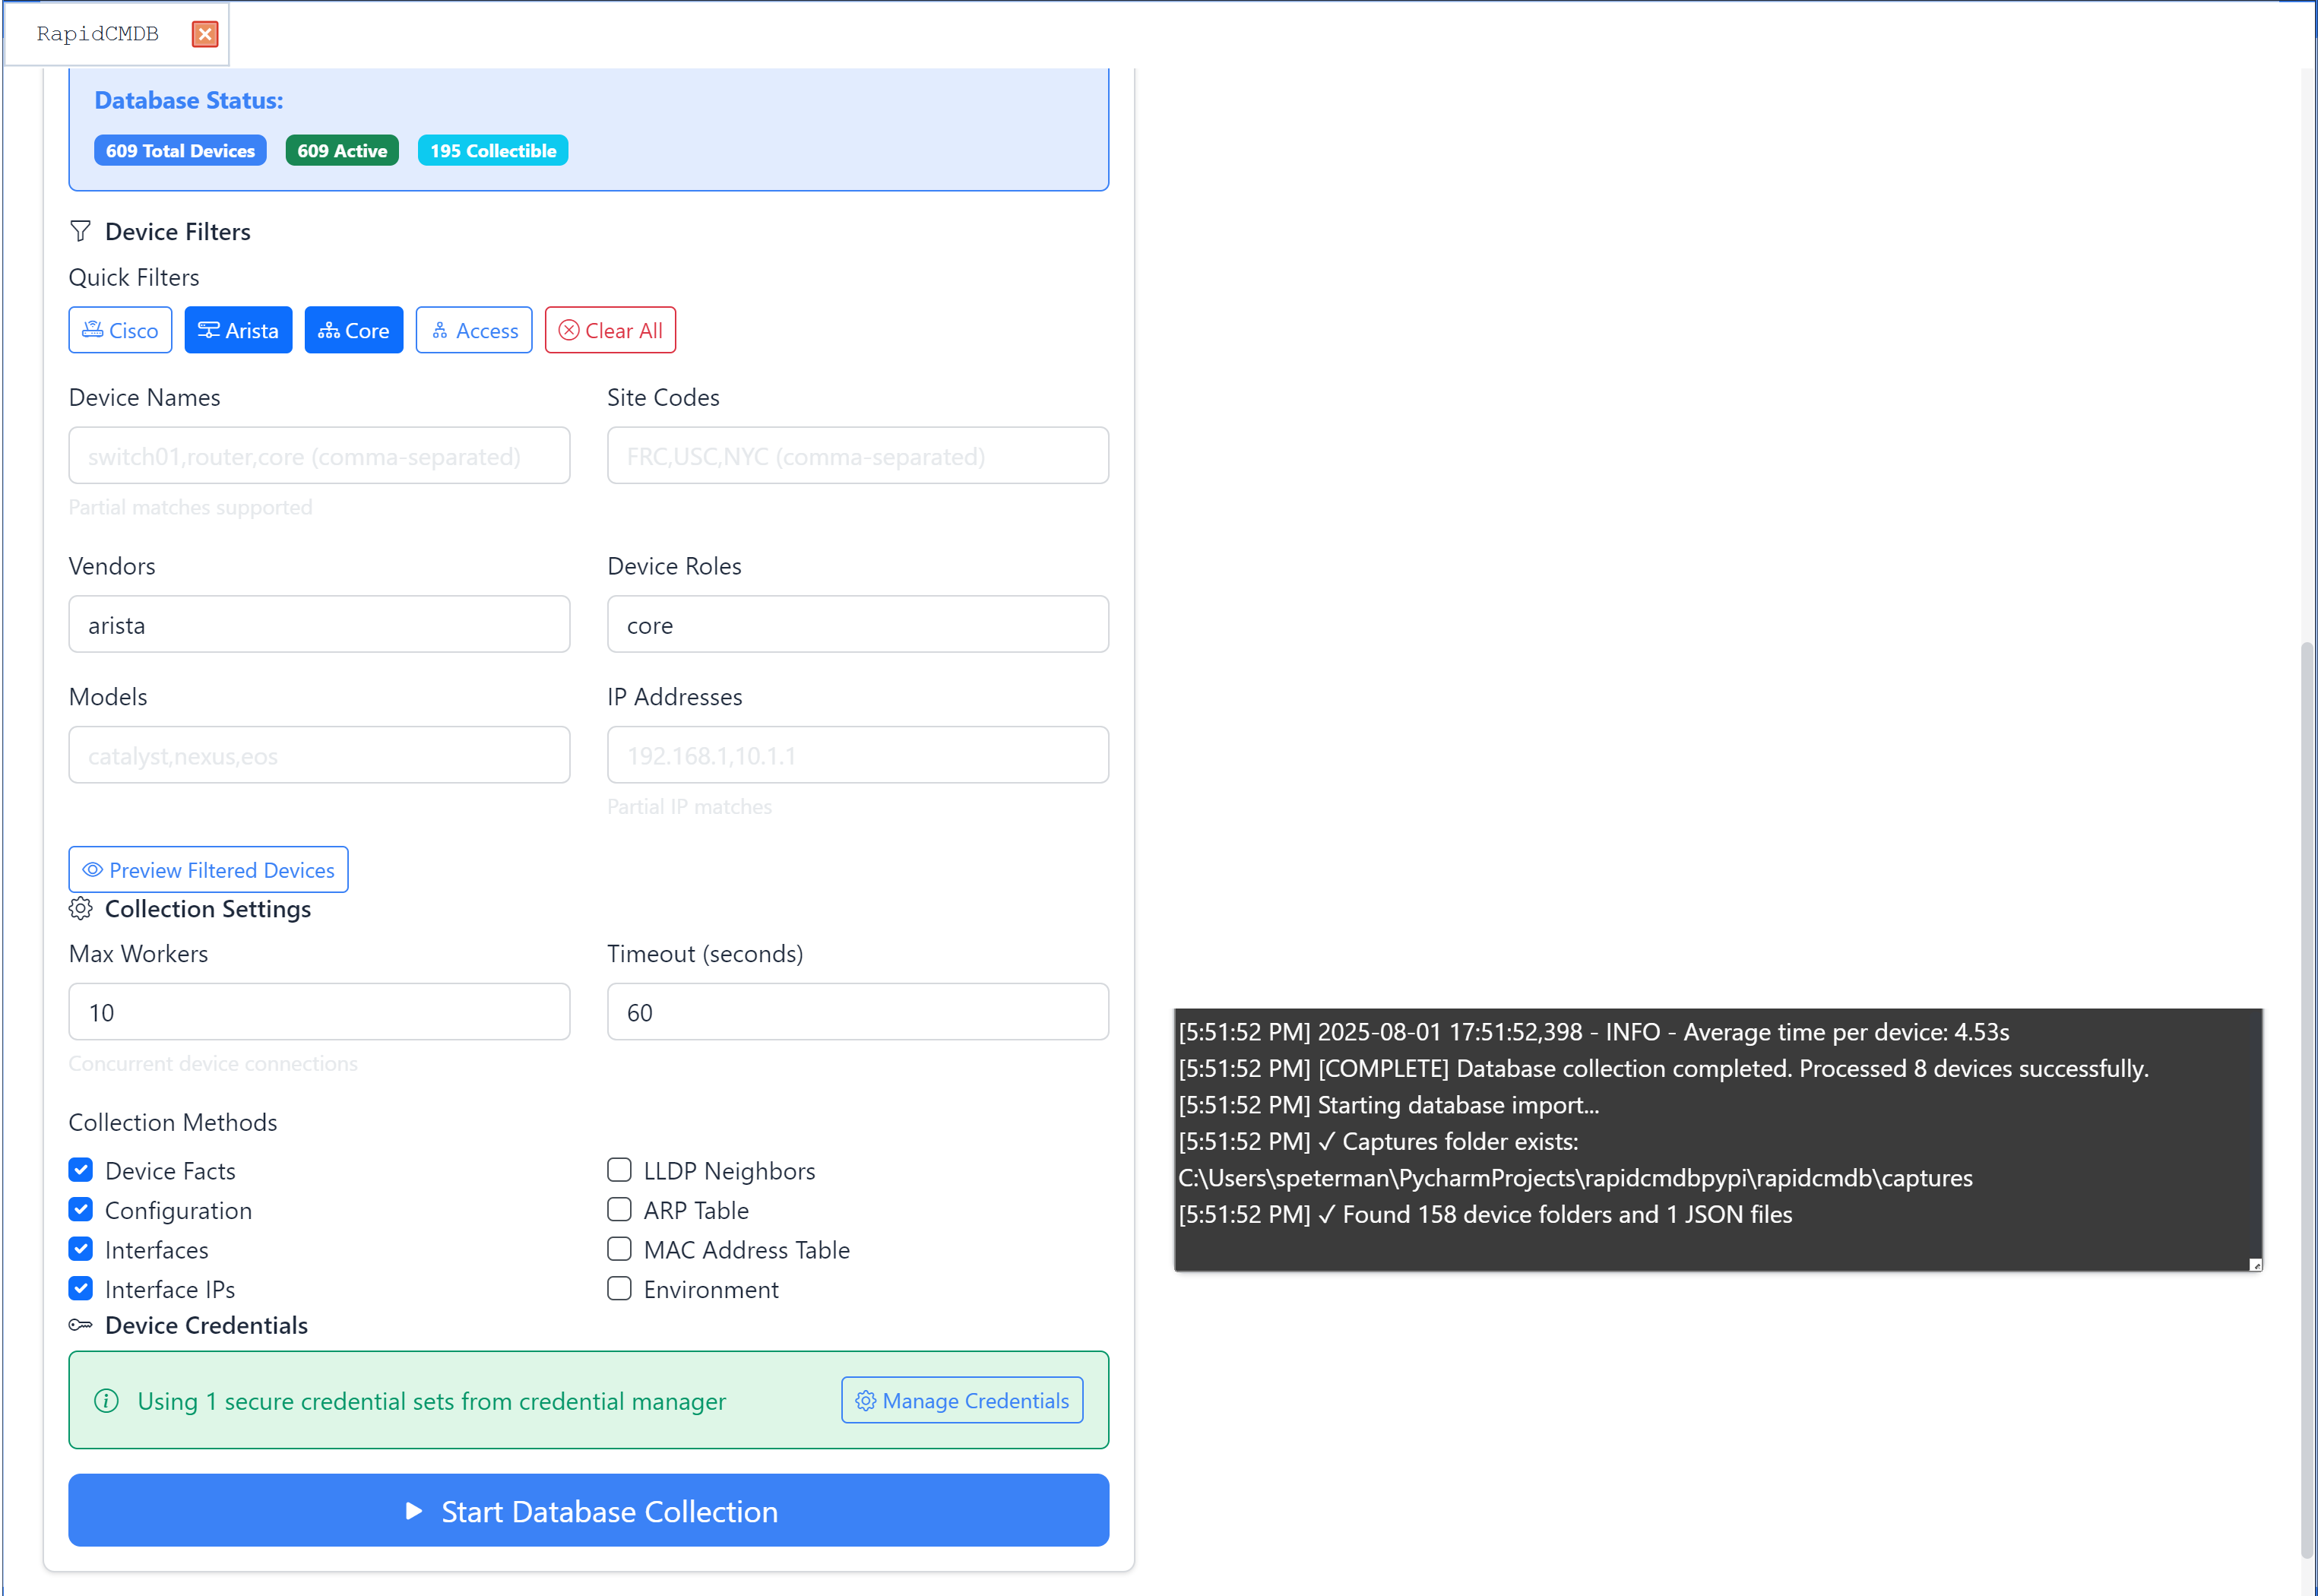 RapidCMDB
Database Status:
609 Total Devices 609 Active 195 Collectible
Device Filters
Quick Filters
Cisco Arista Core Access Clear All
Device Names
switch01,router,core (comma-separated)
Partial matches supported
Site Codes
FRC,USC,NYC (comma-separated)
Vendors
arista
Device Roles
core
Models
catalyst,nexus,eos
IP Addresses
192.168.1,10.1.1
Partial IP matches
Preview Filtered Devices
Collection Settings
Max Workers
10
Concurrent device connections
Timeout (seconds)
60
Collection Methods
Device Facts
Configuration
Interfaces
Interface IPs
LLDP Neighbors
ARP Table
MAC Address Table
Environment
Device Credentials
Using 1 secure credential sets from credential manager
Manage Credentials
Start Database Collection
[5:51:52 PM] 2025-08-01 17:51:52,398 - INFO - Average time per device: 4.53s
[5:51:52 PM] [COMPLETE] Database collection completed. Processed 8 devices successfully.
[5:51:52 PM] Starting database import...
[5:51:52 PM] ✓ Captures folder exists:
C:\Users\speterman\PycharmProjects\rapidcmdbpypi\rapidcmdb\captures
[5:51:52 PM] ✓ Found 158 device folders and 1 JSON files